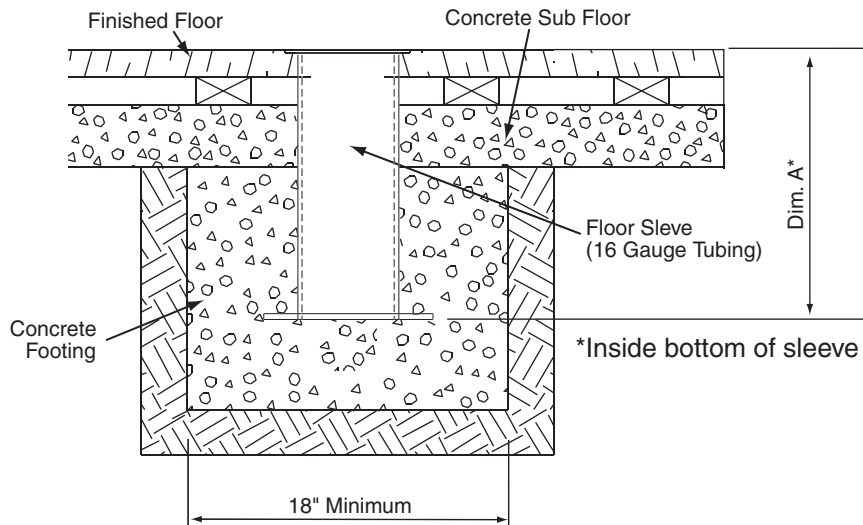 Finished Floor
Concrete Sub Floor
Dim. A*
Floor Sleve
(16 Gauge Tubing)
Concrete
Footing
*Inside bottom of sleeve
18" Minimum